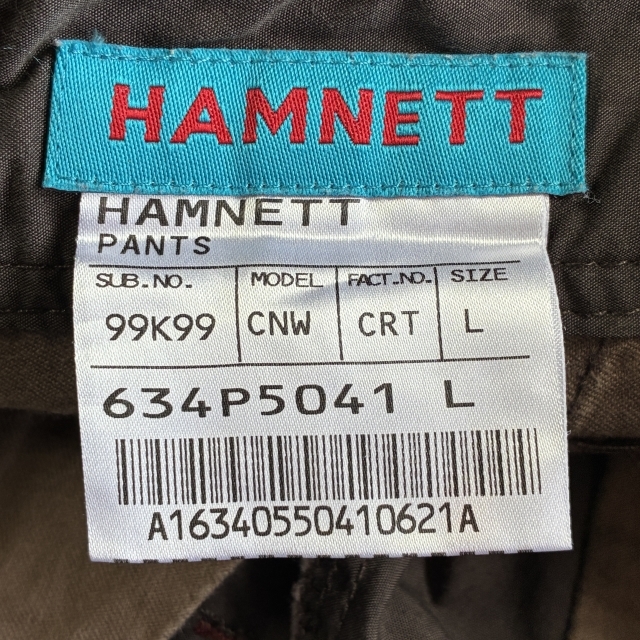 HAMNETT
HAMNETT
PANTS
SUB.NO. MODEL FACT.NO. SIZE
99K99 CNW CRT L
634P5041 L
A16340550410621A